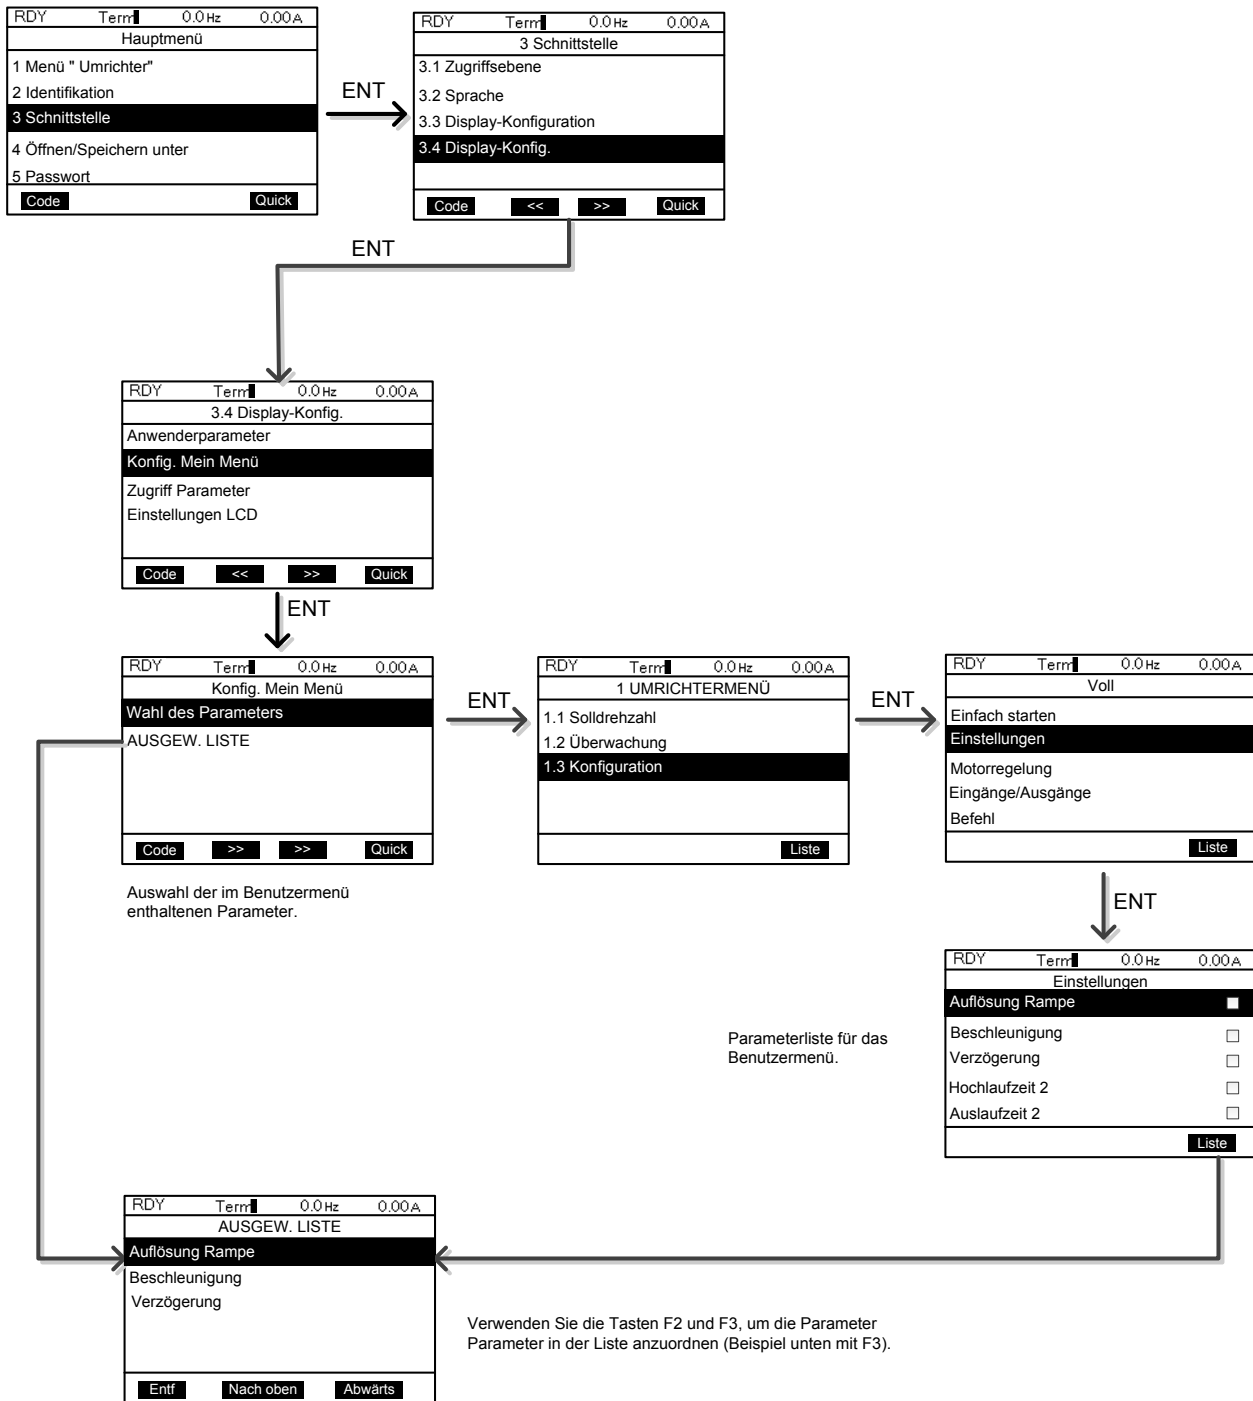 RDY Term 0.0 Hz 0.00 A
Hauptmenü
1 Menü " Umrichter"
2 Identifikation
3 Schnittstelle
4 Öffnen/Speichern unter
5 Passwort
Code Quick
ENT
RDY Term 0.0 Hz 0.00 A
3 Schnittstelle
3.1 Zugriffsebene
3.2 Sprache
3.3 Display-Konfiguration
3.4 Display-Konfig.
Code << >> Quick
ENT
RDY Term 0.0 Hz 0.00 A
3.4 Display-Konfig.
Anwenderparameter
Konfig. Mein Menü
Zugriff Parameter
Einstellungen LCD
Code << >> Quick
ENT
RDY Term 0.0 Hz 0.00 A
Konfig. Mein Menü
Wahl des Parameters
AUSGEW. LISTE
Code >> >> Quick
Auswahl der im Benutzermenü
enthaltenen Parameter.
ENT
RDY Term 0.0 Hz 0.00 A
1 UMRICHTERMENÜ
1.1 Solldrehzahl
1.2 Überwachung
1.3 Konfiguration
Liste
ENT
RDY Term 0.0 Hz 0.00 A
Voll
Einfach starten
Einstellungen
Motorregelung
Eingänge/Ausgänge
Befehl
Liste
ENT
RDY Term 0.0 Hz 0.00 A
Einstellungen
Auflösung Rampe
Beschleunigung
Verzögerung
Hochlaufzeit 2
Auslaufzeit 2
Liste
Parameterliste für das
Benutzermenü.
RDY Term 0.0 Hz 0.00 A
AUSGEW. LISTE
Auflösung Rampe
Beschleunigung
Verzögerung
Entf Nach oben Abwärts
Verwenden Sie die Tasten F2 und F3, um die Parameter
Parameter in der Liste anzuordnen (Beispiel unten mit F3).